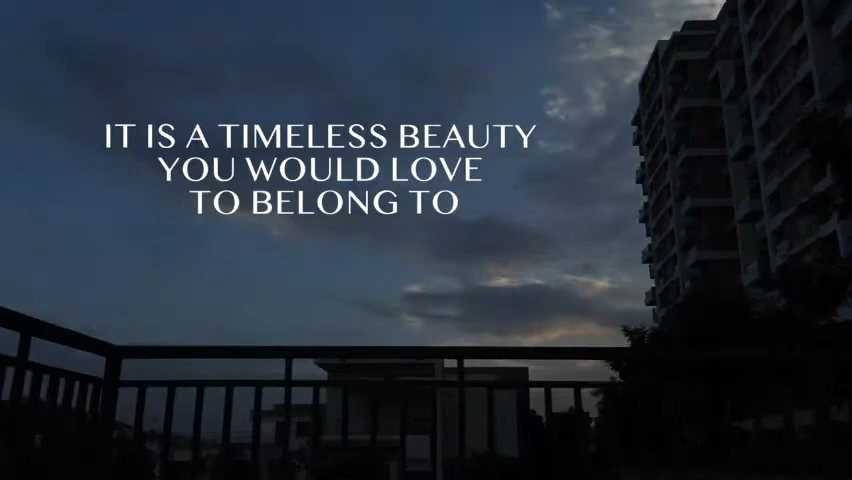 IT IS A TIMELESS BEAUTY
YOU WOULD LOVE
TO BELONG TO